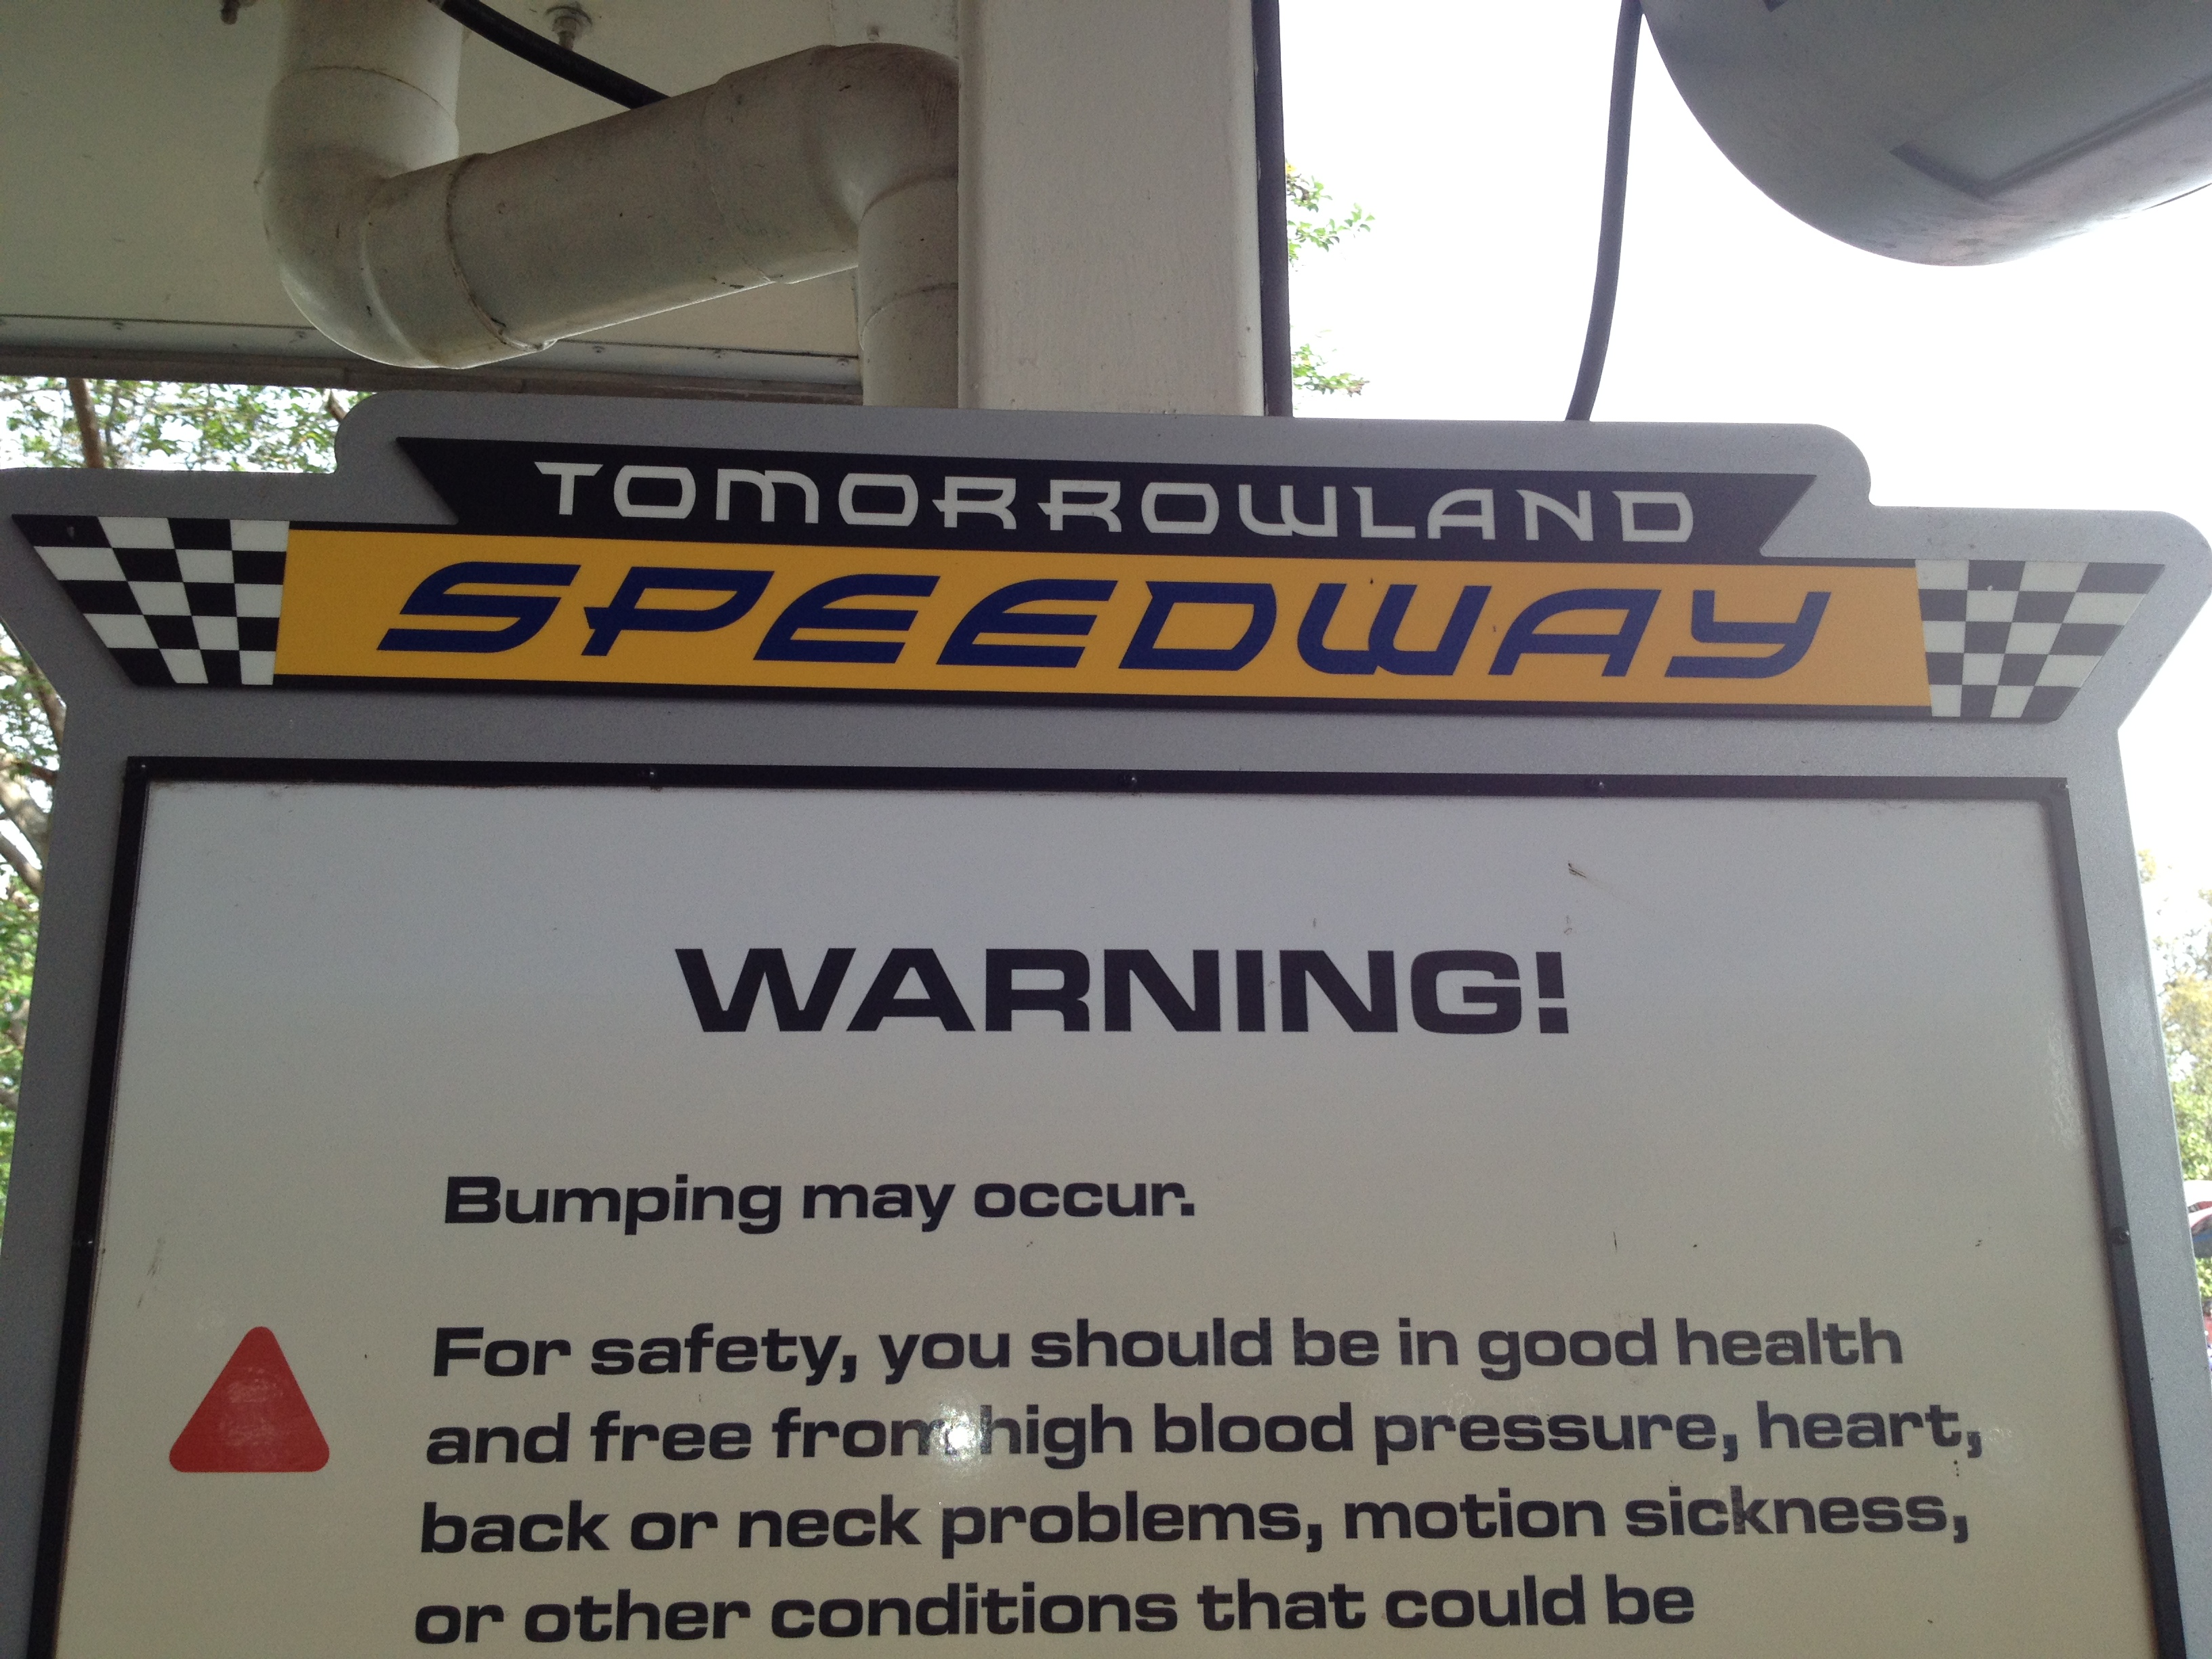 TOMORROWLAND
SPEEDWAY
WARNING!
Bumping may occur.
For safety, you should be in good health
and free from high blood pressure, heart,
back or neck problems, motion sickness,
or other conditions that could be